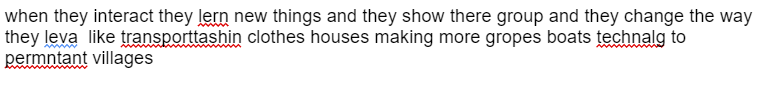 when they interact they lern new things and they show there group and they change the way
they leva  like transporttashin clothes houses making more gropes boats technalg to
permntant villages